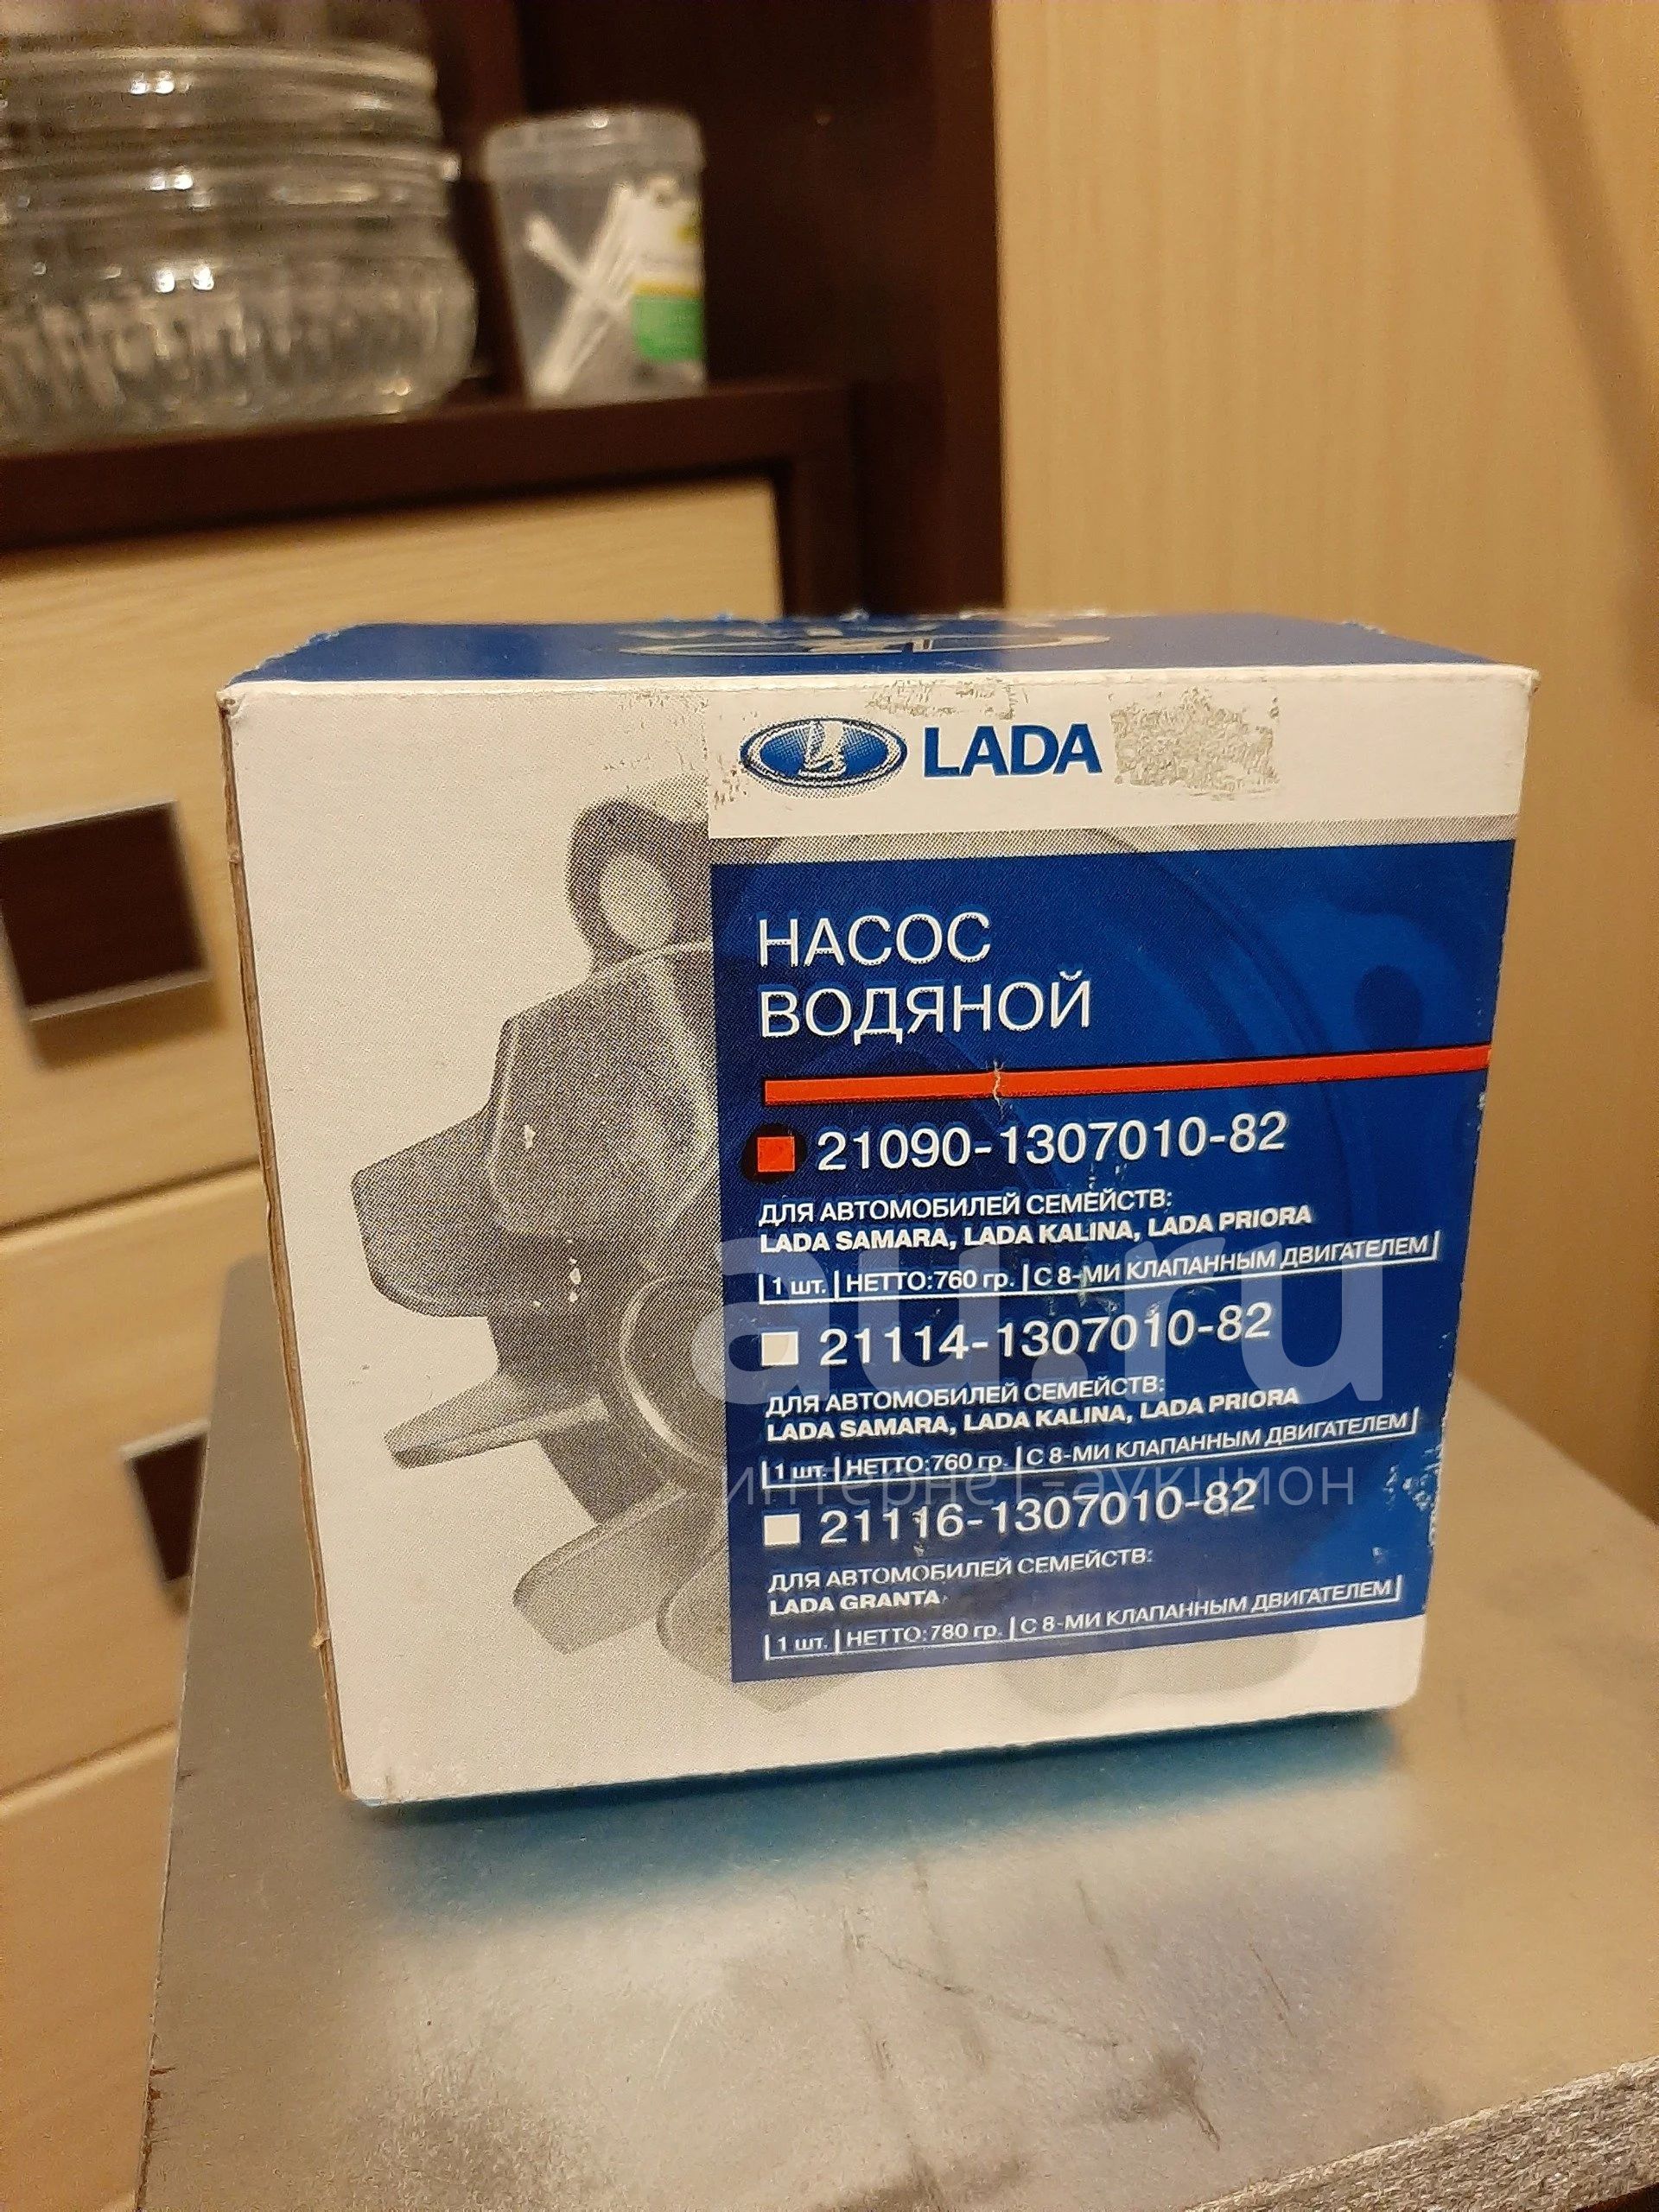 LADA
НАСОС
ВОДЯНОЙ
21090-1307010-82
ДЛЯ АВТОМОБИЛЕЙ СЕМЕЙСТВ:
LADA SAMARA, LADA KALINA, LADA PRIORA
1 шт. НЕТТО:760 гр. С 8-МИ КЛАПАННЫМ ДВИГАТЕЛЕМ
21114-1307010-82
ДЛЯ АВТОМОБИЛЕЙ СЕМЕЙСТВ:
LADA SAMARA, LADA KALINA, LADA PRIORA
1 шт. НЕТТО:760 гр. С 8-МИ КЛАПАННЫМ ДВИГАТЕЛЕМ
21116-1307010-82
ДЛЯ АВТОМОБИЛЕЙ СЕМЕЙСТВ:
LADA GRANTA
1 шт. НЕТТО:780 гр. С 8-МИ КЛАПАННЫМ ДВИГАТЕЛЕМ
au.ru
интернет-аукцион